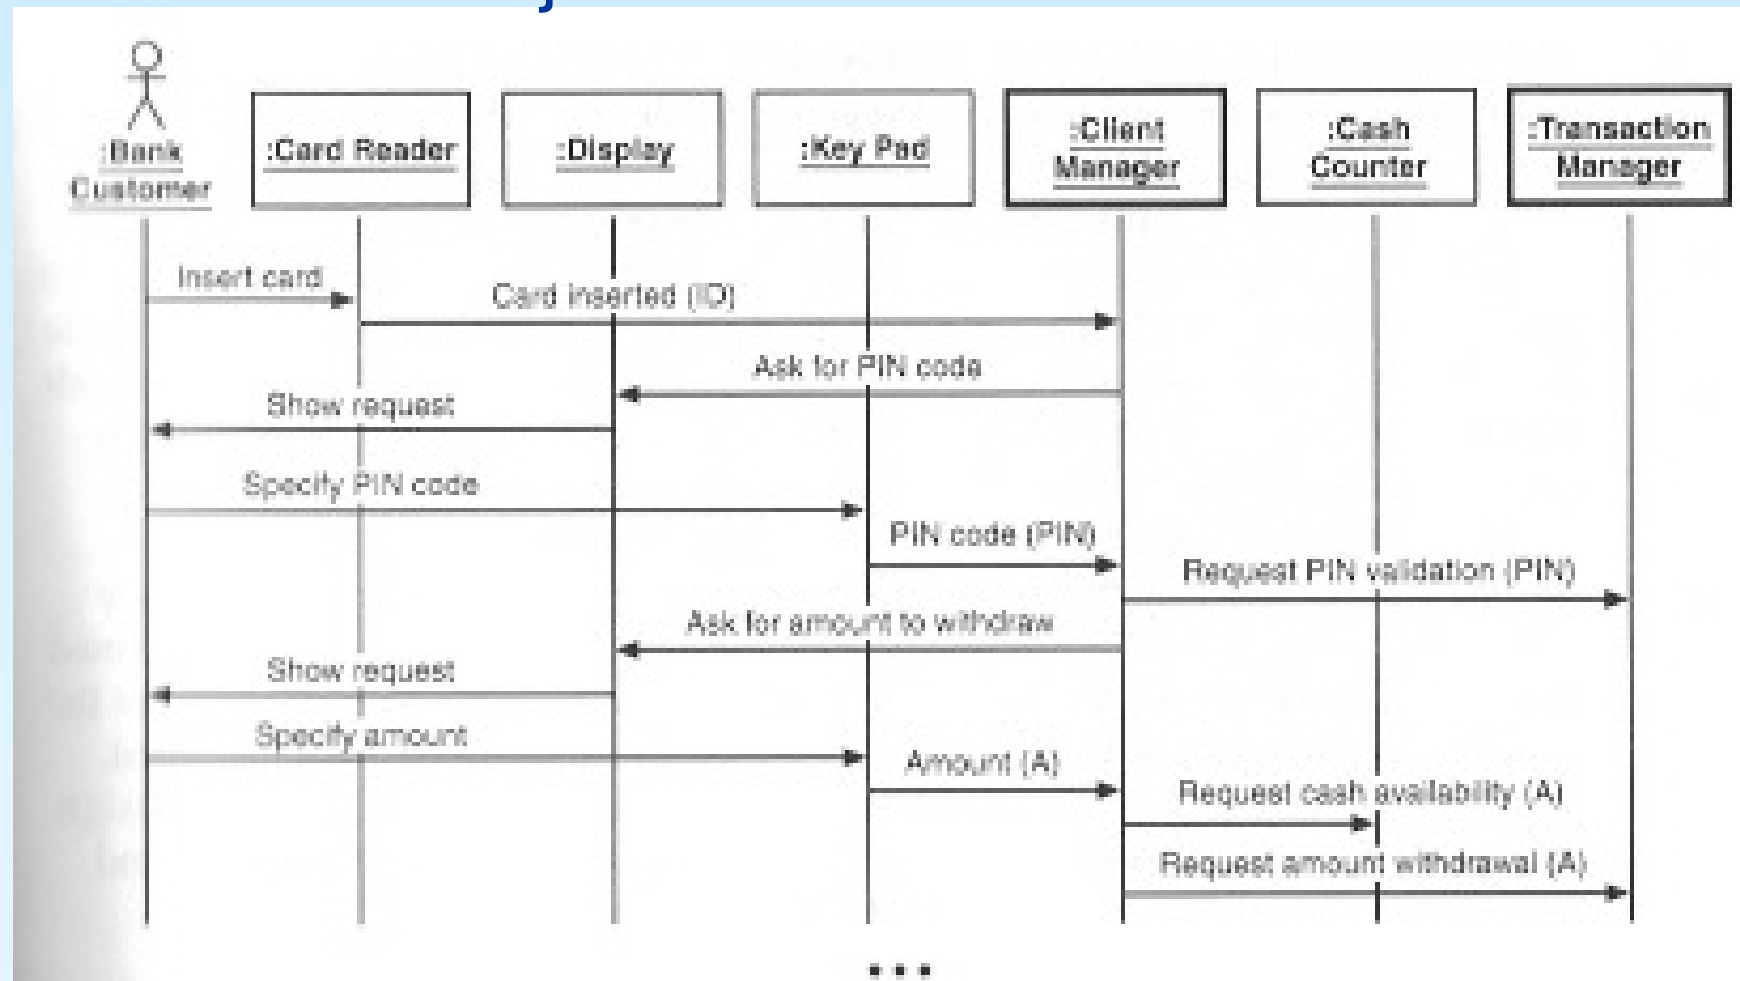 :Bank
Customer
:Card Reader
:Display
:Key Pad
:Client
Manager
:Cash
Counter
:Transaction
Manager
Insert card
Card inserted (ID)
Ask for PIN code
Show request
Specify PIN code
PIN code (PIN)
Request PIN validation (PIN)
Ask for amount to withdraw
Show request
Specify amount
Amount (A)
Request cash availability (A)
Request amount withdrawal (A)
...